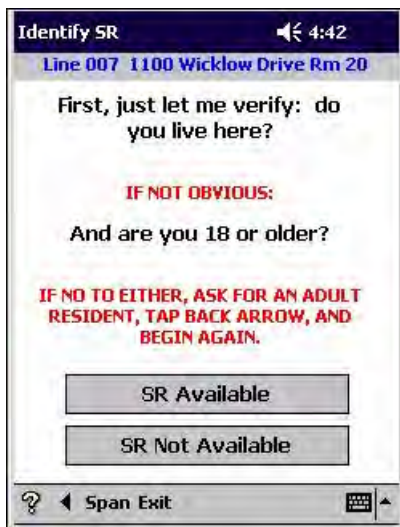 Identify SR 4:42
Line 007 1100 Wicklow Drive Rm 20
First, just let me verify: do
you live here?
IF NOT OBVIOUS:
And are you 18 or older?
IF NO TO EITHER, ASK FOR AN ADULT
RESIDENT, TAP BACK ARROW, AND
BEGIN AGAIN.
SR Available
SR Not Available
? Span Exit